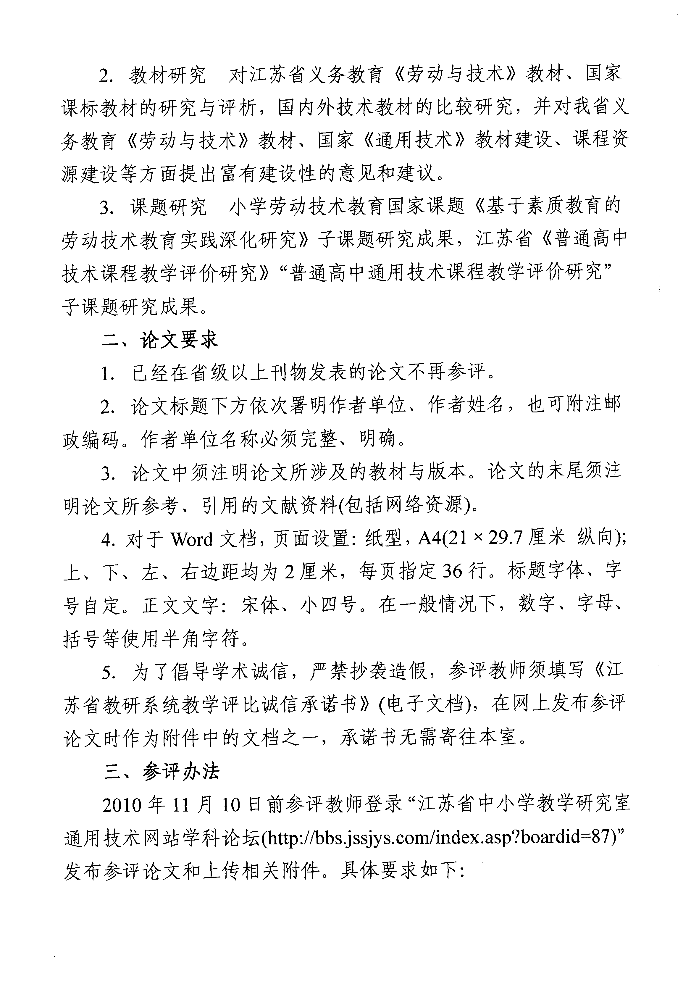 2. 教材研究 对江苏省义务教育《劳动与技术》教材、国家
课标教材的研究与评析，国内外技术教材的比较研究，并对我省义
务教育《劳动与技术》教材、国家《通用技术》教材建设、课程资
源建设等方面提出富有建设性的意见和建议。
3. 课题研究 小学劳动技术教育国家课题《基于素质教育的
劳动技术教育实践深化研究》子课题研究成果，江苏省《普通高中
技术课程教学评价研究》“普通高中通用技术课程教学评价研究”
子课题研究成果。
二、论文要求
1. 已经在省级以上刊物发表的论文不再参评。
2. 论文标题下方依次署明作者单位、作者姓名，也可附注邮
政编码。作者单位名称必须完整、明确。
3. 论文中须注明论文所涉及的教材与版本。论文的末尾须注
明论文所参考、引用的文献资料(包括网络资源)。
4. 对于 Word 文档，页面设置：纸型，A4(21×29.7 厘米 纵向)；
上、下、左、右边距均为 2 厘米，每页指定 36 行。标题字体、字
号自定。正文文字：宋体、小四号。在一般情况下，数字、字母、
括号等使用半角字符。
5. 为了倡导学术诚信，严禁抄袭造假，参评教师须填写《江
苏省教研系统教学评比诚信承诺书》(电子文档)，在网上发布参评
论文时作为附件中的文档之一，承诺书无需寄往本室。
三、参评办法
2010 年 11 月 10 日前参评教师登录“江苏省中小学教学研究室
通用技术网站学科论坛(http://bbs.jssjys.com/index.asp?boardid=87)”
发布参评论文和上传相关附件。具体要求如下：